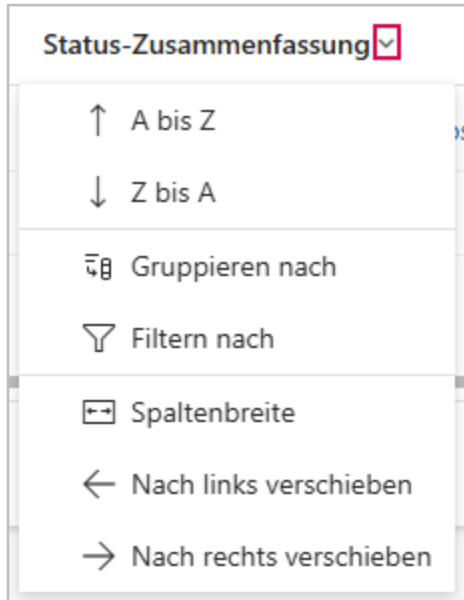 Status-Zusammenfassung
A bis Z
Z bis A
Gruppieren nach
Filtern nach
Spaltenbreite
Nach links verschieben
Nach rechts verschieben